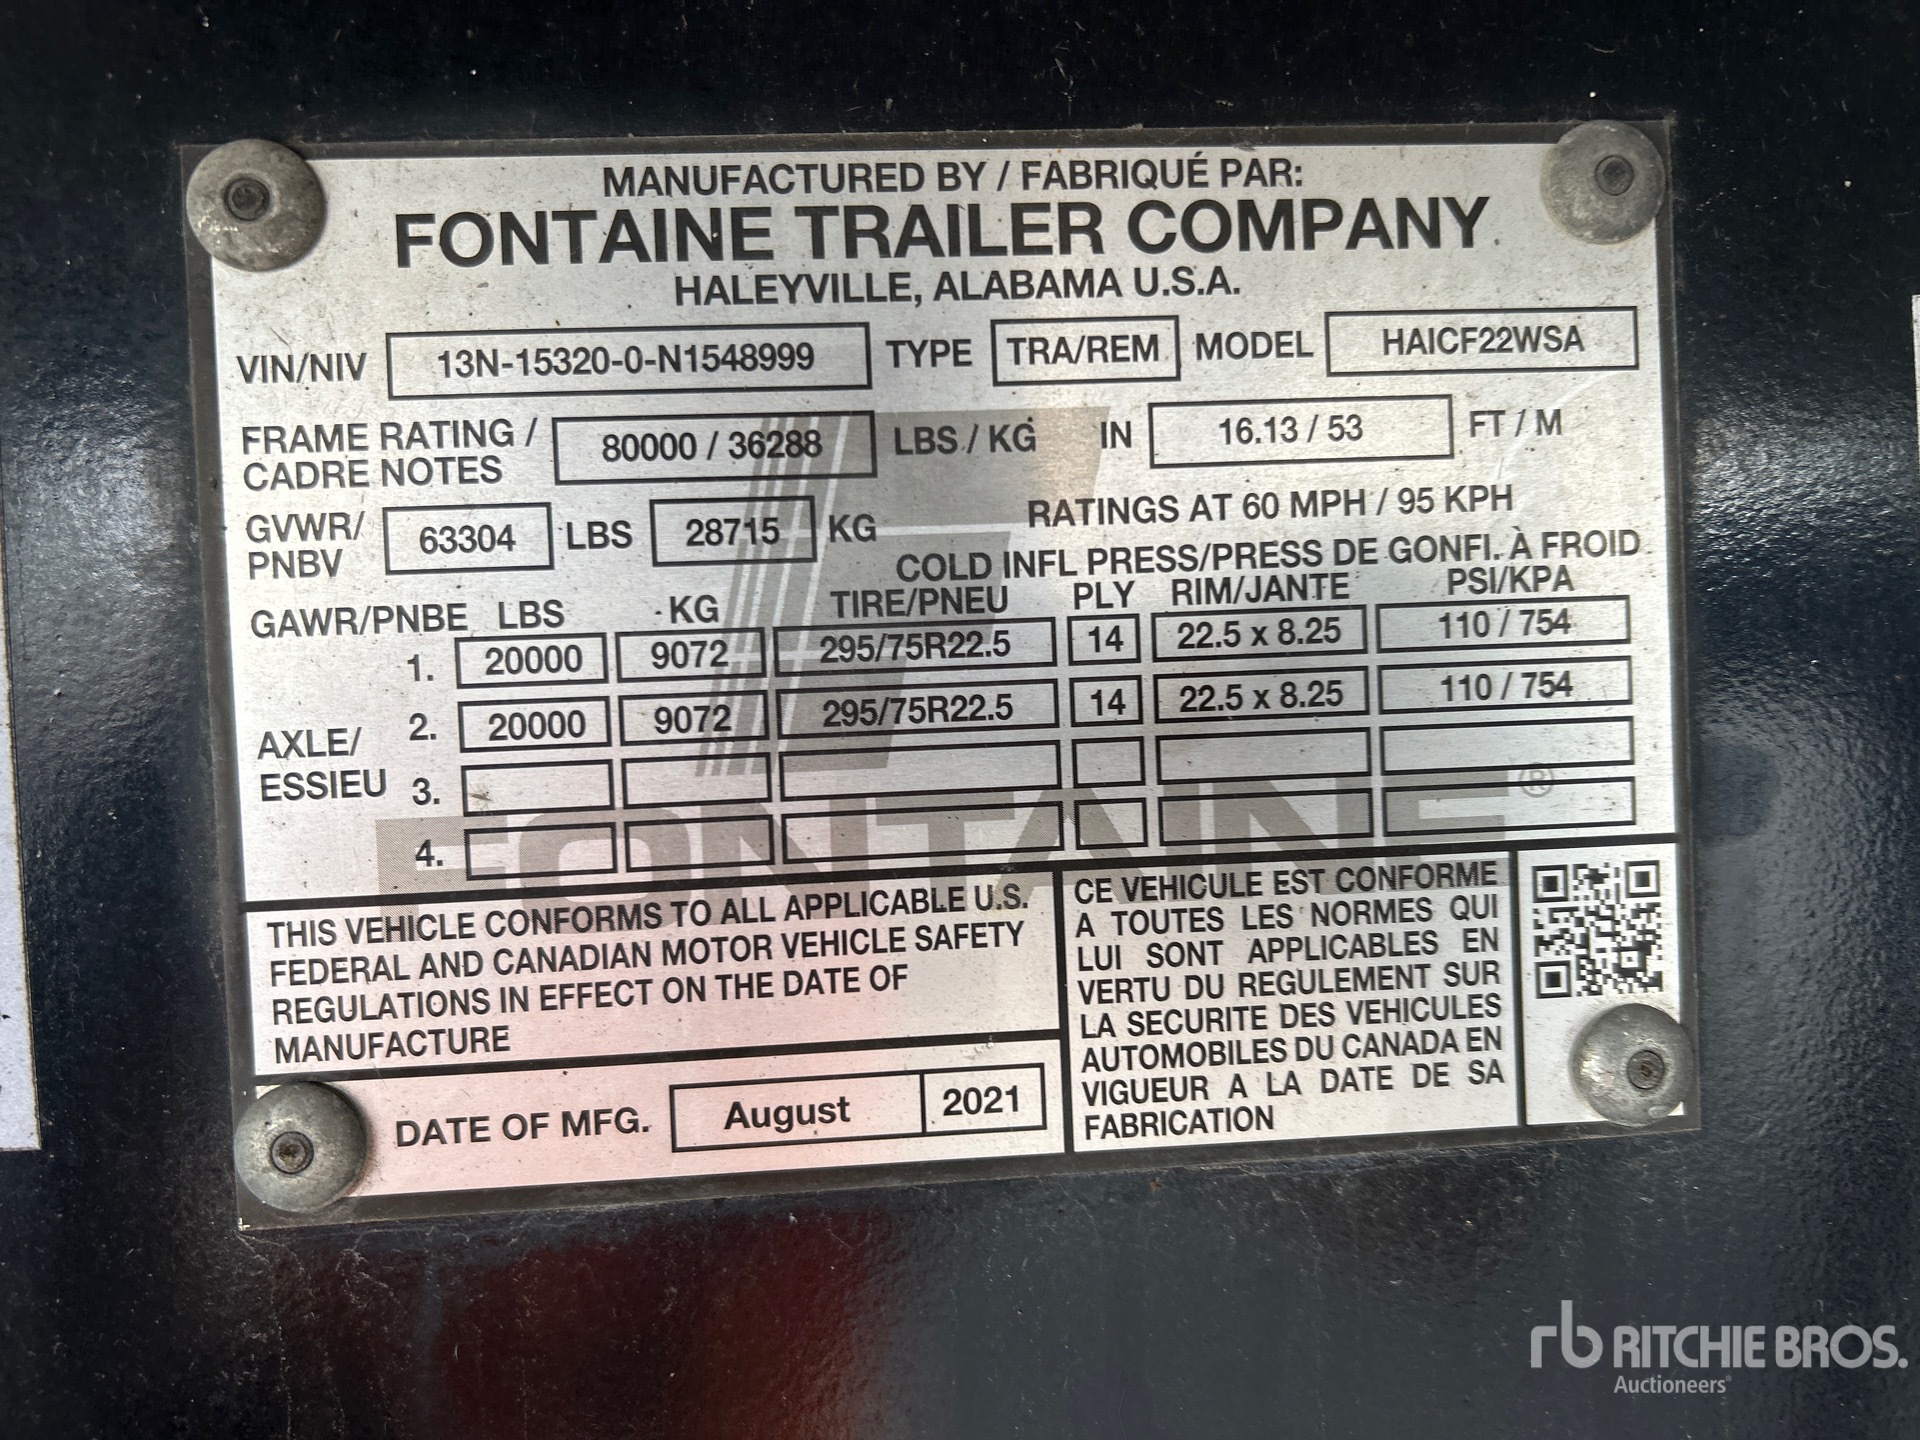 MANUFACTURED BY / FABRIQUÉ PAR:
FONTAINE TRAILER COMPANY
HALEYVILLE, ALABAMA U.S.A.
VIN/NIV 13N-15320-0-N1548999 TYPE TRA/REM MODEL HAICF22WSA
FRAME RATING / CADRE NOTES 80000 / 36288 LBS / KG IN 16.13 / 53 FT / M
GVWR/ PNBV 63304 LBS 28715 KG RATINGS AT 60 MPH / 95 KPH
COLD INFL PRESS/PRESS DE GONFI. À FROID
GAWR/PNBE LBS KG TIRE/PNEU PLY RIM/JANTE PSI/KPA
1. 20000 9072 295/75R22.5 14 22.5 x 8.25 110 / 754
AXLE/ ESSIEU 2. 20000 9072 295/75R22.5 14 22.5 x 8.25 110 / 754
3.
4.
FONTAINE®
THIS VEHICLE CONFORMS TO ALL APPLICABLE U.S.
FEDERAL AND CANADIAN MOTOR VEHICLE SAFETY
REGULATIONS IN EFFECT ON THE DATE OF
MANUFACTURE
DATE OF MFG. August 2021
CE VEHICULE EST CONFORME
A TOUTES LES NORMES QUI
LUI SONT APPLICABLES EN
VERTU DU REGULEMENT SUR
LA SECURITE DES VEHICULES
AUTOMOBILES DU CANADA EN
VIGUEUR A LA DATE DE SA
FABRICATION
rb RITCHIE BROS.
Auctioneers